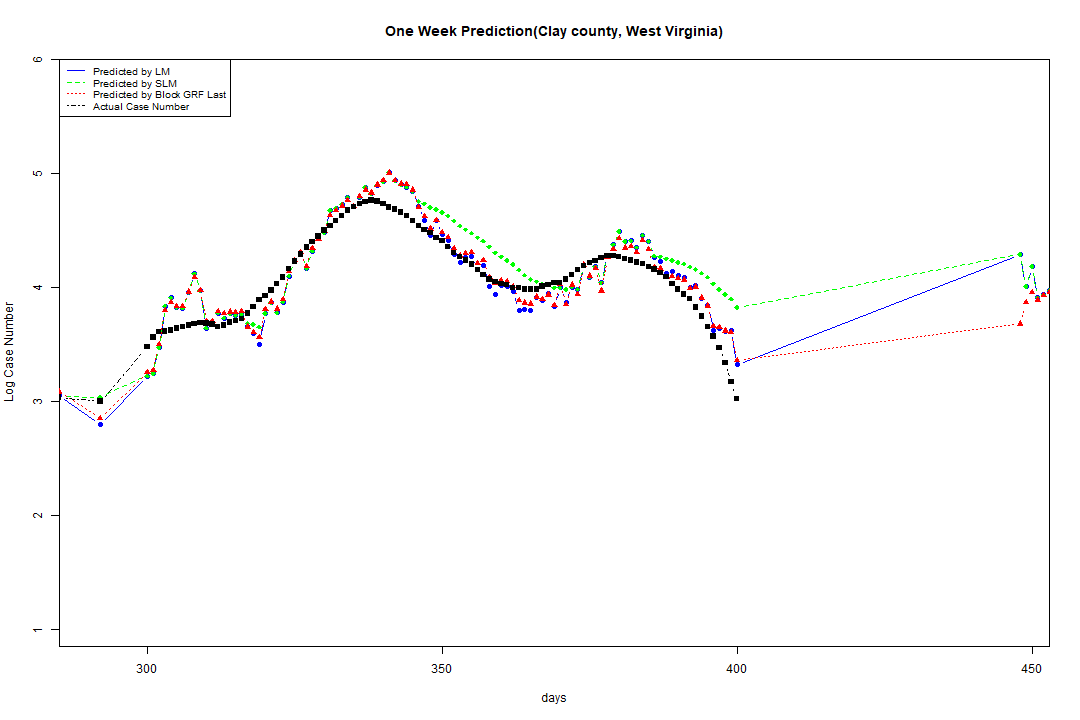 One Week Prediction(Clay county, West Virginia)
Predicted by LM
Predicted by SLM
Predicted by Block GRF Last
Actual Case Number
6
5
4
3
2
1
Log Case Number
300
350
400
450
days